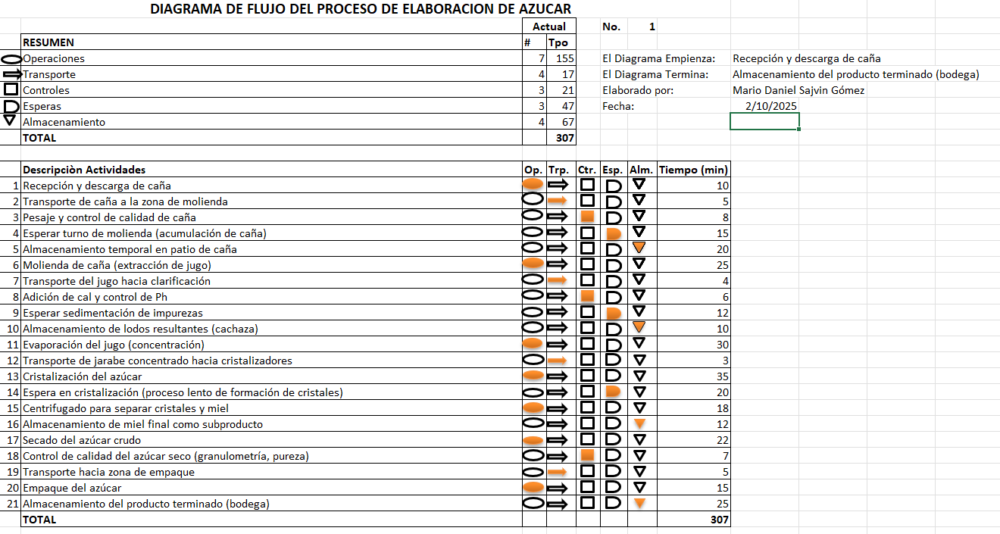 DIAGRAMA DE FLUJO DEL PROCESO DE ELABORACION DE AZUCAR
Actual No. 1
RESUMEN # Tpo
Operaciones 7 155 El Diagrama Empienza: Recepción y descarga de caña
Transporte 4 17 El Diagrama Termina: Almacenamiento del producto terminado (bodega)
Controles 3 21 Elaborado por: Mario Daniel Sajvin Gómez
Esperas 3 47 Fecha: 2/10/2025
Almacenamiento 4 67
TOTAL 307
Descripciòn Actividades Op. Trp. Ctr. Esp. Alm. Tiempo (min)
1 Recepción y descarga de caña 10
2 Transporte de caña a la zona de molienda 5
3 Pesaje y control de calidad de caña 8
4 Esperar turno de molienda (acumulación de caña) 15
5 Almacenamiento temporal en patio de caña 20
6 Molienda de caña (extracción de jugo) 25
7 Transporte del jugo hacia clarificación 4
8 Adición de cal y control de Ph 6
9 Esperar sedimentación de impurezas 12
10 Almacenamiento de lodos resultantes (cachaza) 10
11 Evaporación del jugo (concentración) 30
12 Transporte de jarabe concentrado hacia cristalizadores 3
13 Cristalización del azúcar 35
14 Espera en cristalización (proceso lento de formación de cristales) 20
15 Centrifugado para separar cristales y miel 18
16 Almacenamiento de miel final como subproducto 12
17 Secado del azúcar crudo 22
18 Control de calidad del azúcar seco (granulometría, pureza) 7
19 Transporte hacia zona de empaque 5
20 Empaque del azúcar 15
21 Almacenamiento del producto terminado (bodega) 25
TOTAL 307